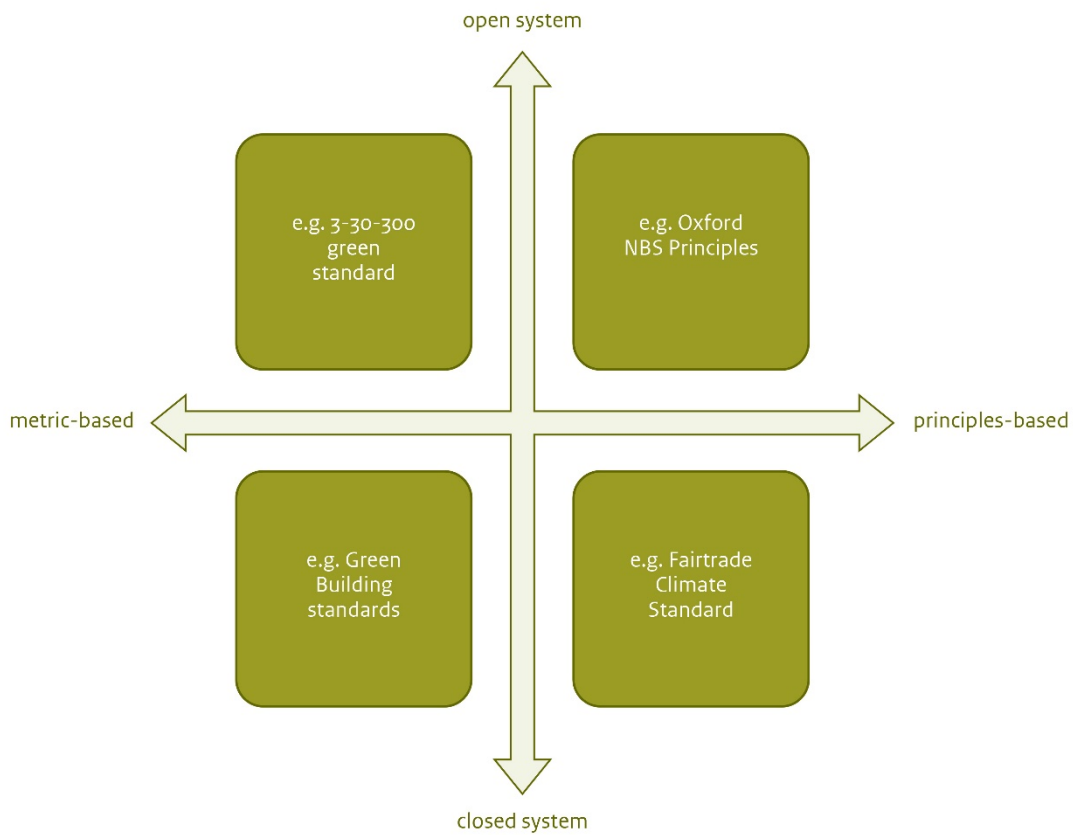 open system
e.g. 3-30-300
green
standard
e.g. Oxford
NBS Principles
metric-based
principles-based
e.g. Green
Building
standards
e.g. Fairtrade
Climate
Standard
closed system